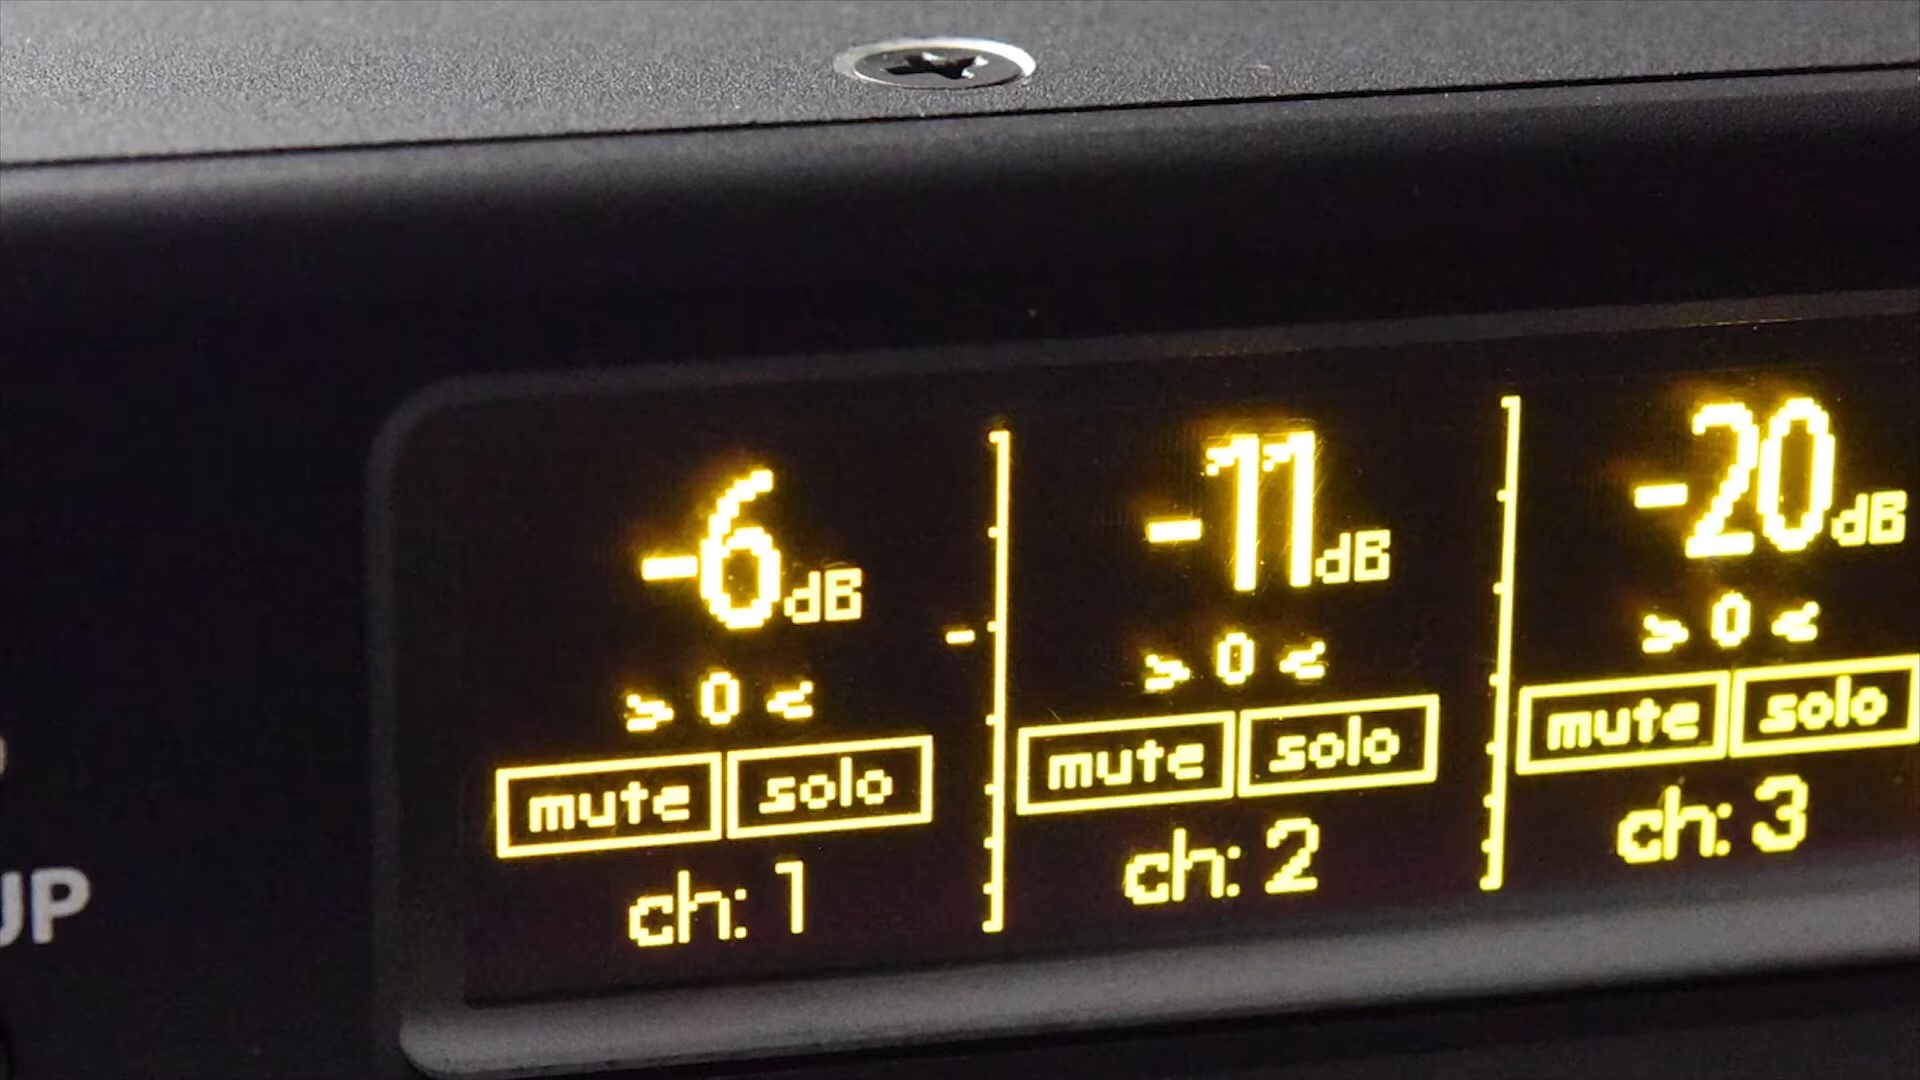 -6dB
> 0 <
mute solo
ch: 1
-11dB
> 0 <
mute solo
ch: 2
-20dB
> 0 <
mute solo
ch: 3
UP